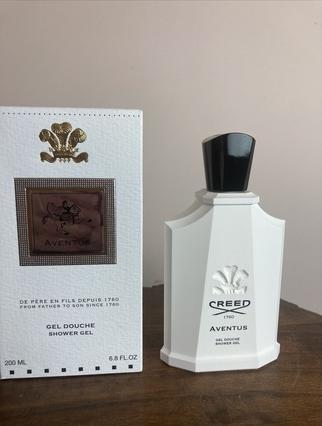 AVENTUS
DE PÈRE EN FILS DEPUIS 1760
FROM FATHER TO SON SINCE 1760
GEL DOUCHE
SHOWER GEL
200 ML 6.8 FL.OZ
CREED
1760
AVENTUS
GEL DOUCHE
SHOWER GEL